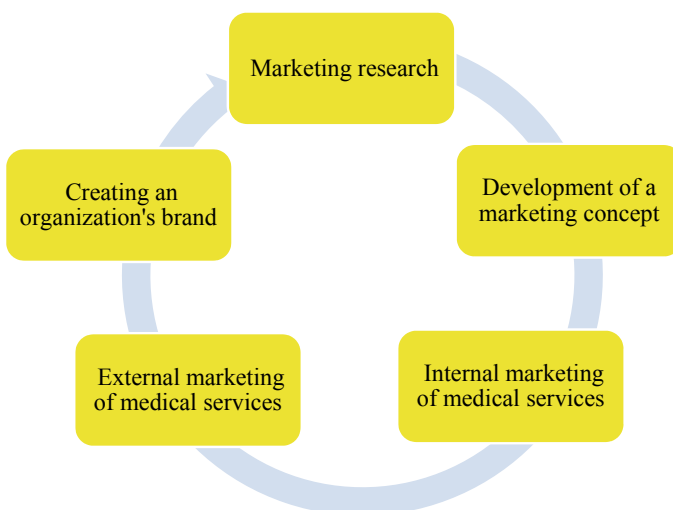 Marketing research
Development of a
marketing concept
Internal marketing
of medical services
External marketing
of medical services
Creating an
organization's brand